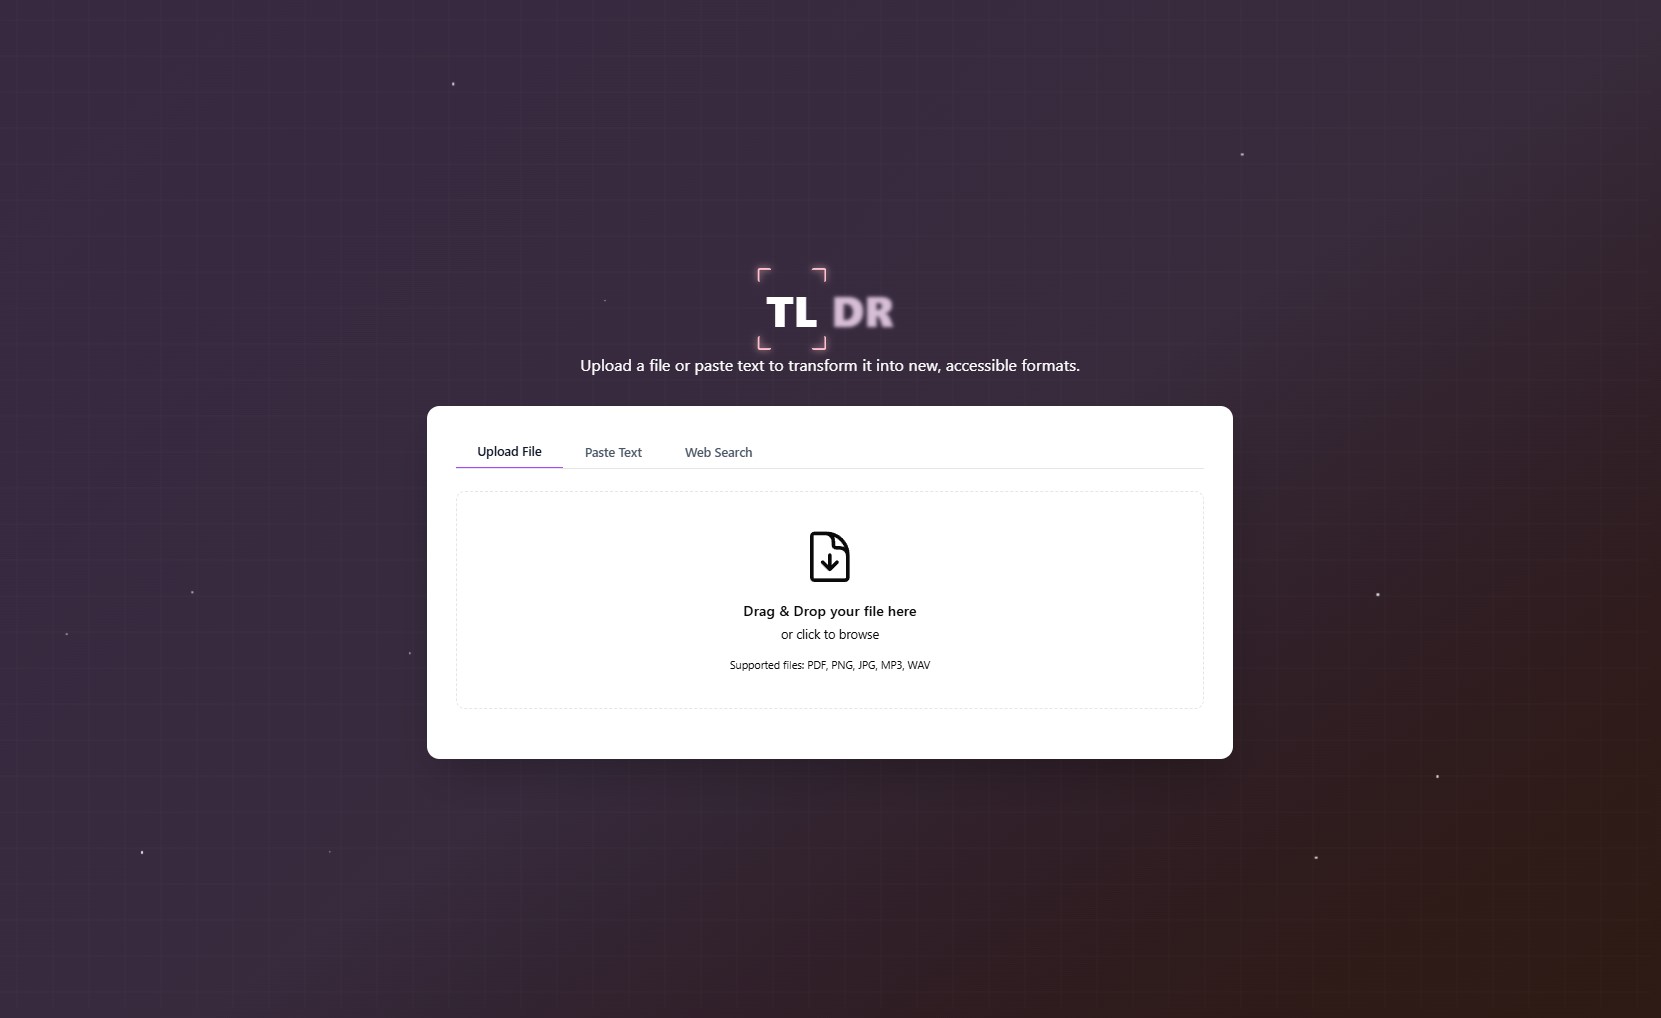 TL DR
Upload a file or paste text to transform it into new, accessible formats.
Upload File Paste Text Web Search
Drag & Drop your file here
or click to browse
Supported files: PDF, PNG, JPG, MP3, WAV